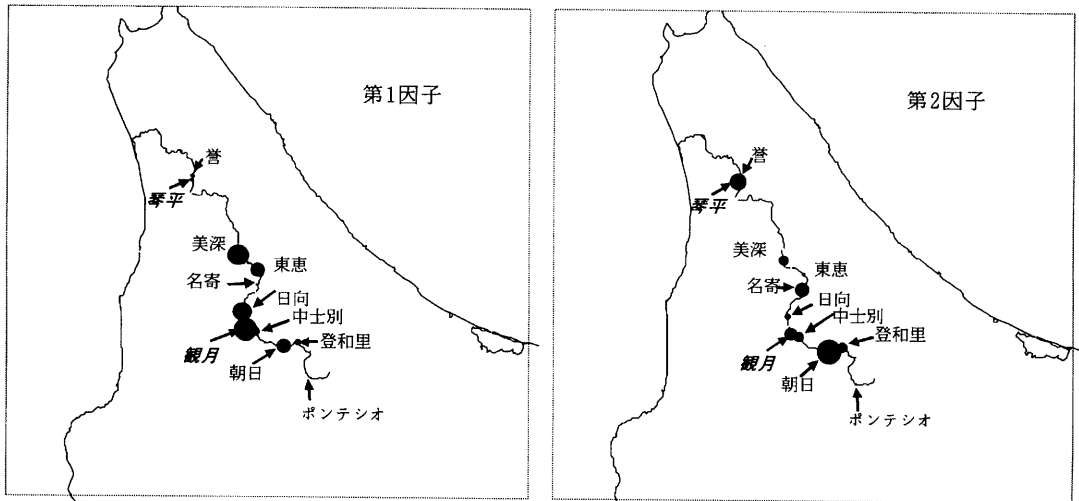 第1因子
誉
琴平
美深
東恵
名寄
日向
中士別
登和里
観月
朝日
ポンテシオ
第2因子
誉
琴平
美深
東恵
名寄
日向
中士別
登和里
観月
朝日
ポンテシオ